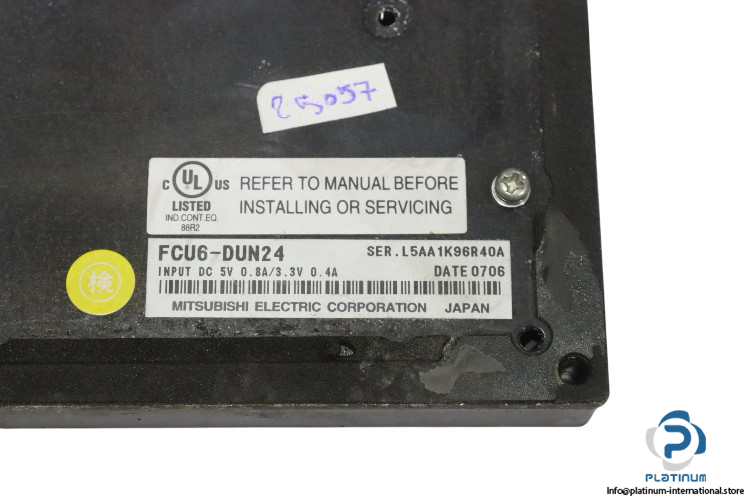 25057
C UL US
LISTED
IND.CONT.EQ.
88R2
REFER TO MANUAL BEFORE
INSTALLING OR SERVICING
FCU6-DUN24 SER.L5AA1K96R40A
INPUT DC 5V 0.8A/3.3V 0.4A DATE 0706
MITSUBISHI ELECTRIC CORPORATION JAPAN
検
PLATINUM
Info@platinum-international.store